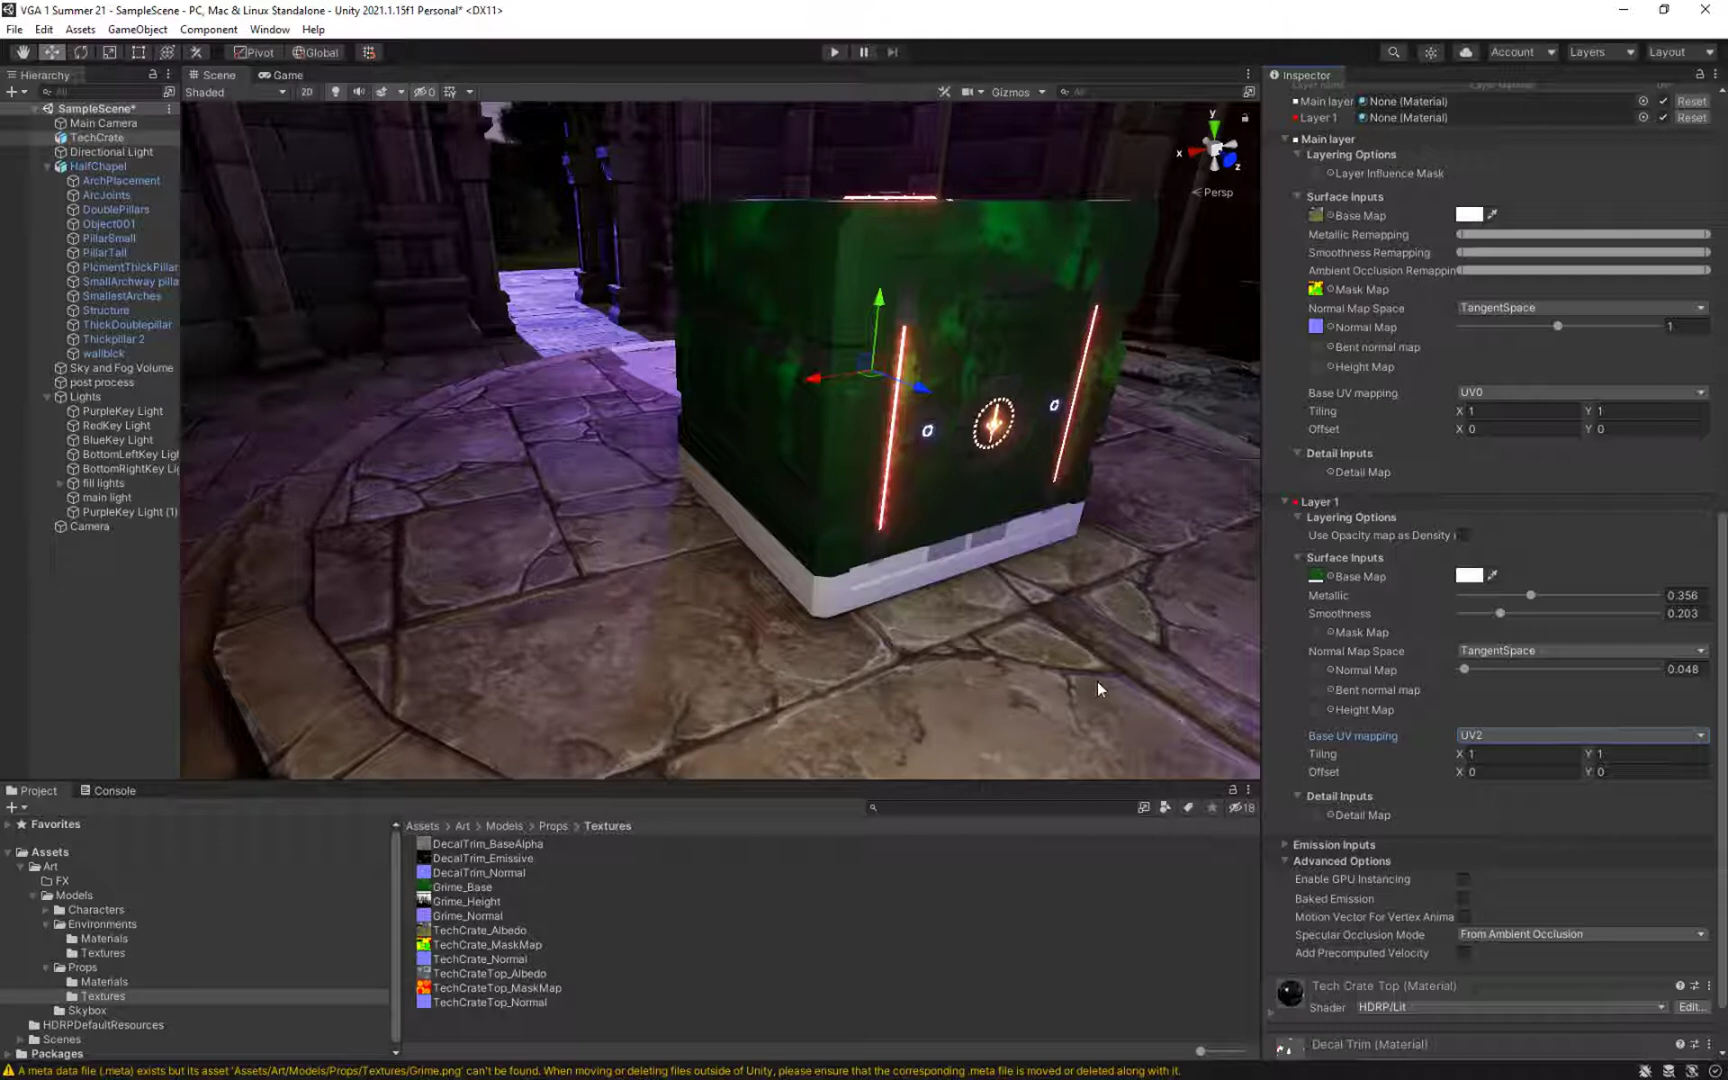 VGA 1 Summer 21 - SampleScene - PC, Mac & Linux Standalone - Unity 2021.1.15f1 Personal* <DX11>
File Edit Assets GameObject Component Window Help
Pivot Global Account Layers Layout
Hierarchy
All
SampleScene*
Main Camera
TechCrate
Directional Light
HalfChapel
ArchPlacement
ArcJoints
DoublePillars
Object001
PillarSmall
PillarTall
PlcmentThickPillar
SmallArchway pilla
SmallestArches
Structure
ThickDoublepillar
Thickpillar 2
wallbick
Sky and Fog Volume
post process
Lights
PurpleKey Light
RedKey Light
BlueKey Light
BottomLeftKey Ligh
BottomRightKey Lig
fill lights
main light
PurpleKey Light (1)
Camera
Scene Game
Shaded 2D 0 Gizmos All
y
x
z
Persp
Inspector
Main layer None (Material) Reset
Layer 1 None (Material) Reset
Main layer
Layering Options
Layer Influence Mask
Surface Inputs
Base Map
Metallic Remapping
Smoothness Remapping
Ambient Occlusion Remappin
Mask Map
Normal Map Space TangentSpace
Normal Map 1
Bent normal map
Height Map
Base UV mapping UV0
Tiling X 1 Y 1
Offset X 0 Y 0
Detail Inputs
Detail Map
Layer 1
Layering Options
Use Opacity map as Density
Surface Inputs
Base Map
Metallic 0.356
Smoothness 0.203
Mask Map
Normal Map Space TangentSpace
Normal Map 0.048
Bent normal map
Height Map
Base UV mapping UV2
Tiling X 1 Y 1
Offset X 0 Y 0
Detail Inputs
Detail Map
Emission Inputs
Advanced Options
Enable GPU Instancing
Baked Emission
Motion Vector For Vertex Anima
Specular Occlusion Mode From Ambient Occlusion
Add Precomputed Velocity
Tech Crate Top (Material)
Shader HDRP/Lit Edit...
Decal Trim (Material)
Project Console
18
Favorites
Assets
Art
FX
Models
Characters
Environments
Materials
Textures
Props
Materials
Textures
Skybox
HDRPDefaultResources
Scenes
Packages
Assets > Art > Models > Props > Textures
DecalTrim_BaseAlpha
DecalTrim_Emissive
DecalTrim_Normal
Grime_Base
Grime_Height
Grime_Normal
TechCrate_Albedo
TechCrate_MaskMap
TechCrate_Normal
TechCrateTop_Albedo
TechCrateTop_MaskMap
TechCrateTop_Normal
A meta data file (.meta) exists but its asset 'Assets/Art/Models/Props/Textures/Grime.png' can't be found. When moving or deleting files outside of Unity, please ensure that the corresponding .meta file is moved or deleted along with it.